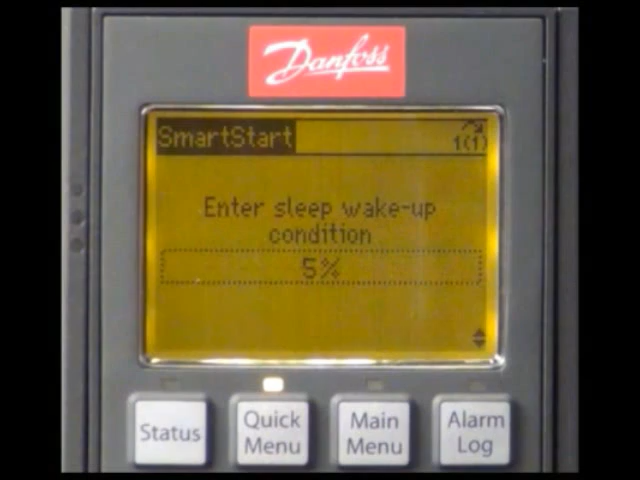 Danfoss
SmartStart
1(1)
Enter sleep wake-up
condition
5%
Status
Quick
Menu
Main
Menu
Alarm
Log